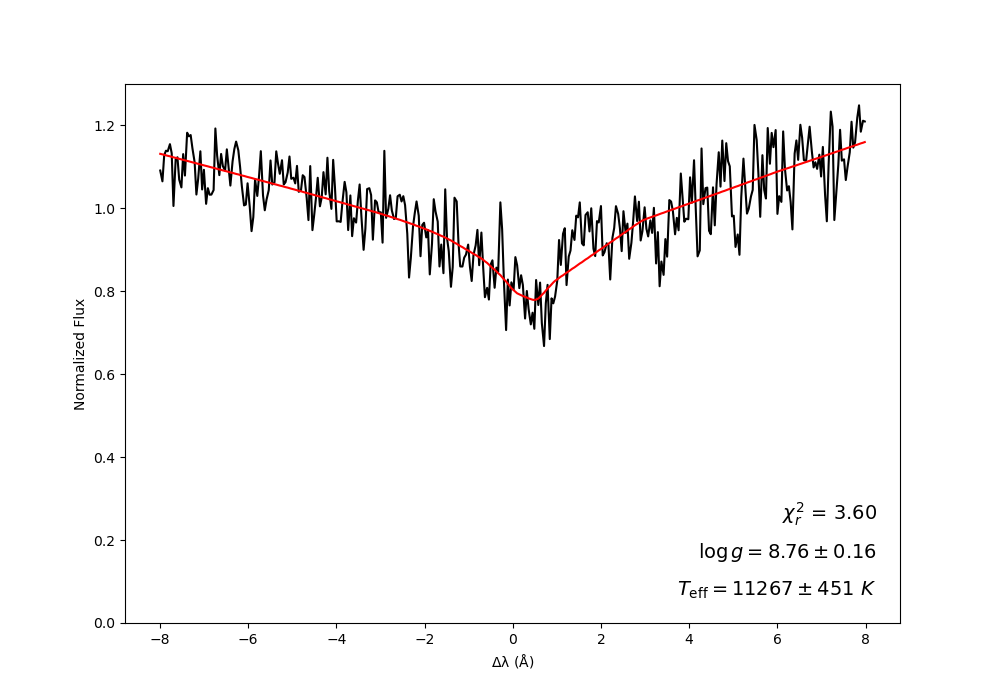 1.2
1.0
0.8
0.6
0.4
0.2
0.0
Normalized Flux
χ²ᵣ = 3.60
log g = 8.76 ± 0.16
T_eff = 11267 ± 451 K
−8 −6 −4 −2 0 2 4 6 8
Δλ (Å)